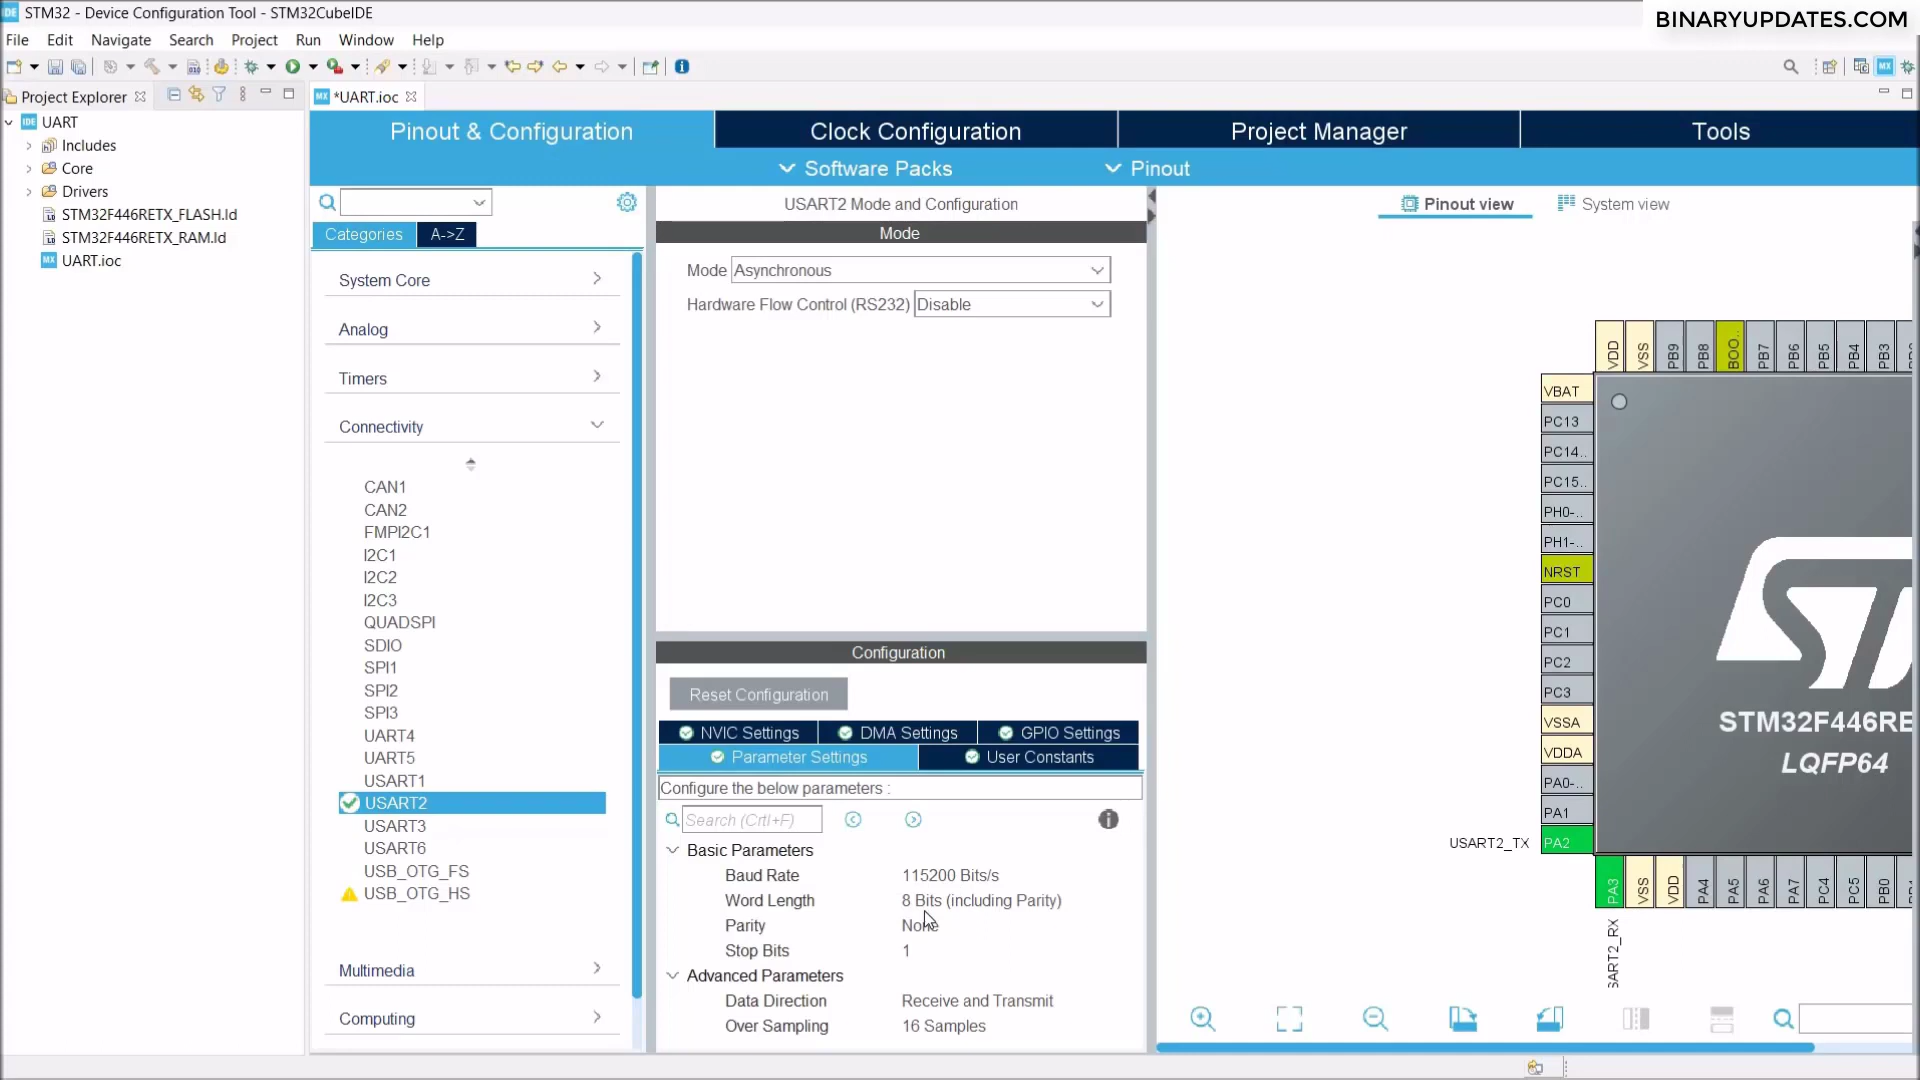 STM32 - Device Configuration Tool - STM32CubeIDE
BINARYUPDATES.COM
File Edit Navigate Search Project Run Window Help
Project Explorer
*UART.ioc
UART
Includes
Core
Drivers
STM32F446RETX_FLASH.ld
STM32F446RETX_RAM.ld
UART.ioc
Pinout & Configuration
Clock Configuration
Project Manager
Tools
Software Packs
Pinout
Categories
A->Z
System Core
Analog
Timers
Connectivity
CAN1
CAN2
FMPI2C1
I2C1
I2C2
I2C3
QUADSPI
SDIO
SPI1
SPI2
SPI3
UART4
UART5
USART1
USART2
USART3
USART6
USB_OTG_FS
USB_OTG_HS
Multimedia
Computing
USART2 Mode and Configuration
Mode
Mode Asynchronous
Hardware Flow Control (RS232) Disable
Configuration
Reset Configuration
NVIC Settings
DMA Settings
GPIO Settings
Parameter Settings
User Constants
Configure the below parameters :
Search (Crtl+F)
Basic Parameters
Baud Rate 115200 Bits/s
Word Length 8 Bits (including Parity)
Parity None
Stop Bits 1
Advanced Parameters
Data Direction Receive and Transmit
Over Sampling 16 Samples
Pinout view
System view
VDD
VSS
PB9
PB8
BOO..
PB7
PB6
PB5
PB4
PB3
VBAT
PC13
PC14..
PC15..
PH0-..
PH1-..
NRST
PC0
PC1
PC2
PC3
VSSA
VDDA
PA0-..
PA1
USART2_TX PA2
STM32F446RE
LQFP64
PA3
VSS
VDD
PA4
PA5
PA6
PA7
PC4
PC5
PB0
SART2_RX